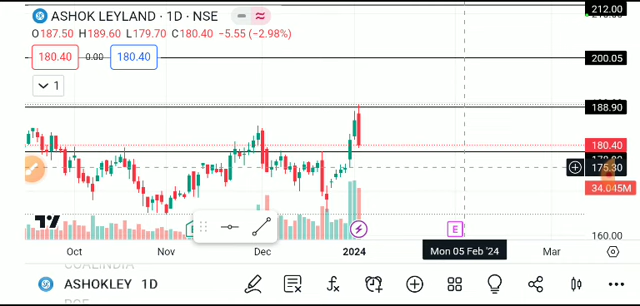 212.00
ASHOK LEYLAND · 1D · NSE
O187.50 H189.60 L179.70 C180.40 −5.55 (−2.98%)
180.40 0.00 180.40
200.05
1
188.90
180.40
175.30
34.045M
160.00
Oct Nov Dec 2024 Mon 05 Feb '24 Mar
E
ASHOKLEY 1D